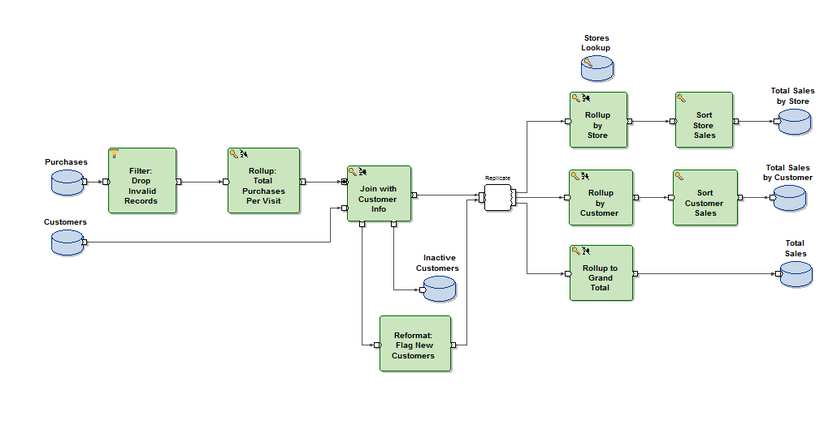 Stores
Lookup
Total Sales
by Store
Rollup
by
Store
Sort
Store
Sales
Purchases
Filter:
Drop
Invalid
Records
Rollup:
Total
Purchases
Per Visit
Join with
Customer
Info
Replicate
Rollup
by
Customer
Sort
Customer
Sales
Total Sales
by Customer
Customers
Inactive
Customers
Rollup to
Grand
Total
Total
Sales
Reformat:
Flag New
Customers